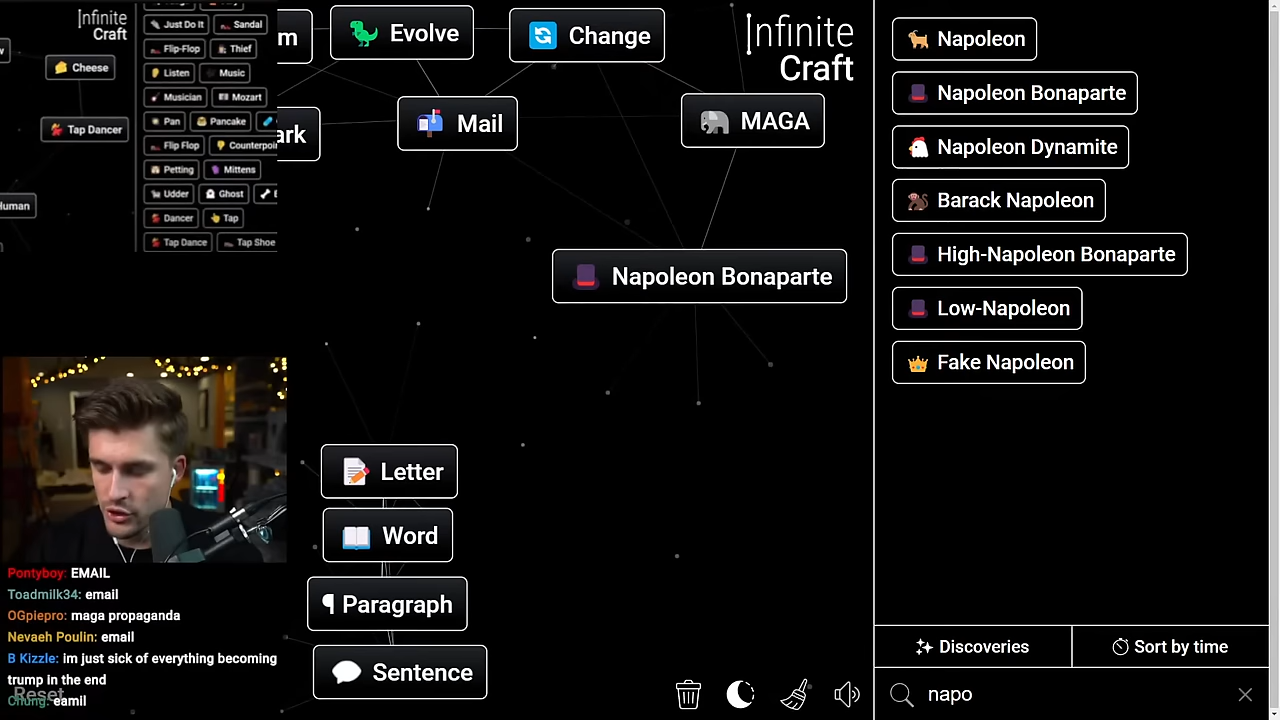 Infinite
Craft
Just Do It
Sandal
Flip-Flop
Thief
Cheese
Listen
Music
Musician
Mozart
Tap Dancer
Pan
Pancake
Flip Flop
Counterpoi
Petting
Mittens
Udder
Ghost
Human
Dancer
Tap
Tap Dance
Tap Shoe
m
Evolve
Change
Infinite
Craft
ark
Mail
MAGA
Napoleon Bonaparte
Letter
Word
¶ Paragraph
Sentence
Pontyboy: EMAIL
Toadmilk34: email
OGpiepro: maga propaganda
Nevaeh Poulin: email
B Kizzle: im just sick of everything becoming
trump in the end
Chung: eamil
Reset
Napoleon
Napoleon Bonaparte
Napoleon Dynamite
Barack Napoleon
High-Napoleon Bonaparte
Low-Napoleon
Fake Napoleon
Discoveries
Sort by time
napo